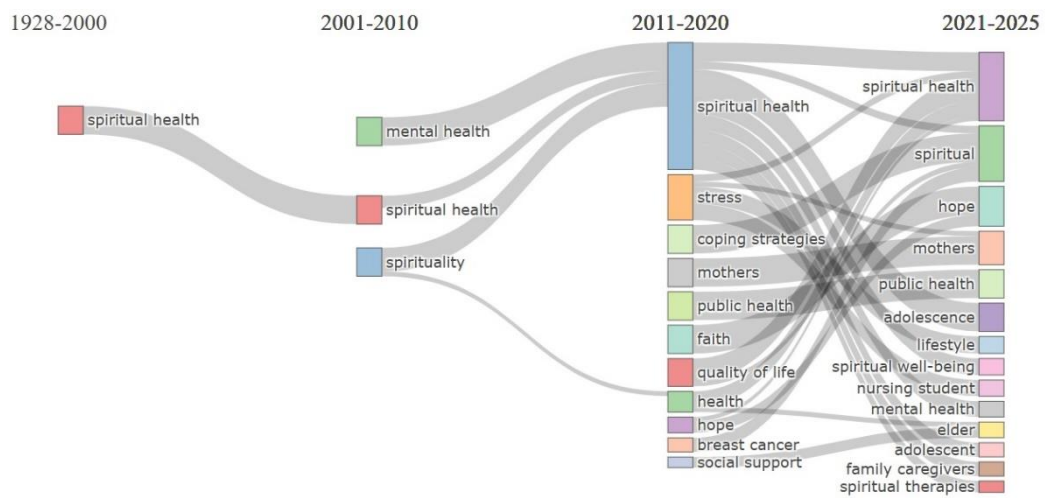 1928-2000
2001-2010
2011-2020
2021-2025
spiritual health
mental health
spiritual health
spirituality
spiritual health
stress
coping strategies
mothers
public health
faith
quality of life
health
hope
breast cancer
social support
spiritual health
spiritual
hope
mothers
public health
adolescence
lifestyle
spiritual well-being
nursing student
mental health
elder
adolescent
family caregivers
spiritual therapies